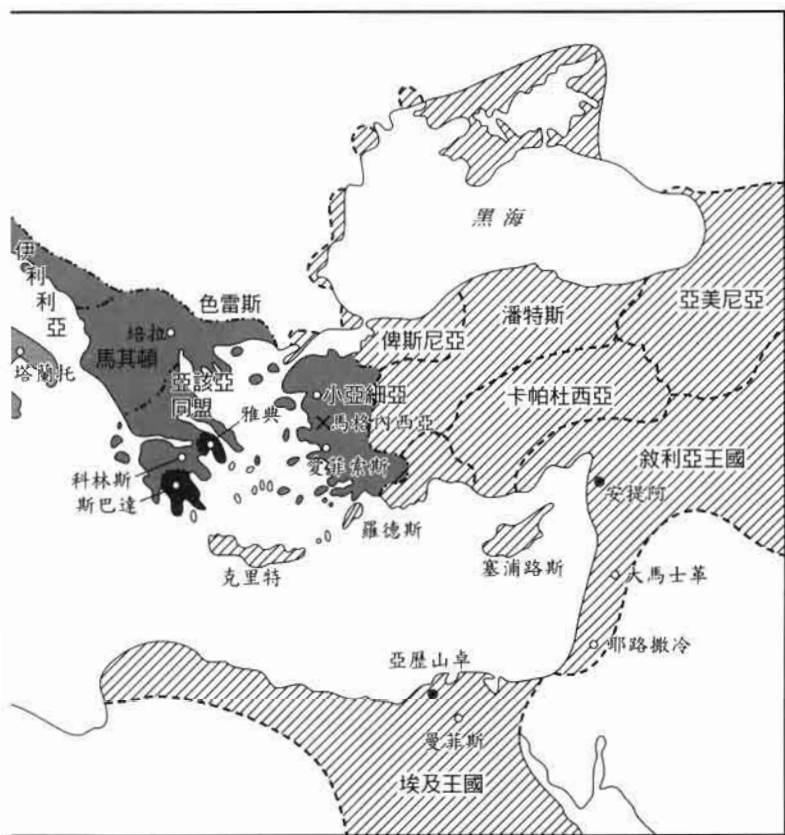 黑海
伊利利亞
色雷斯
亞美尼亞
潘特斯
培拉
俾斯尼亞
馬其頓
塔蘭托
亞該亞
同盟
小亞細亞
卡帕杜西亞
雅典
馬格內西亞
敘利亞王國
科林斯
愛菲索斯
安提阿
斯巴達
羅德斯
塞浦路斯
克里特
大馬士革
耶路撒冷
亞歷山卓
曼菲斯
埃及王國